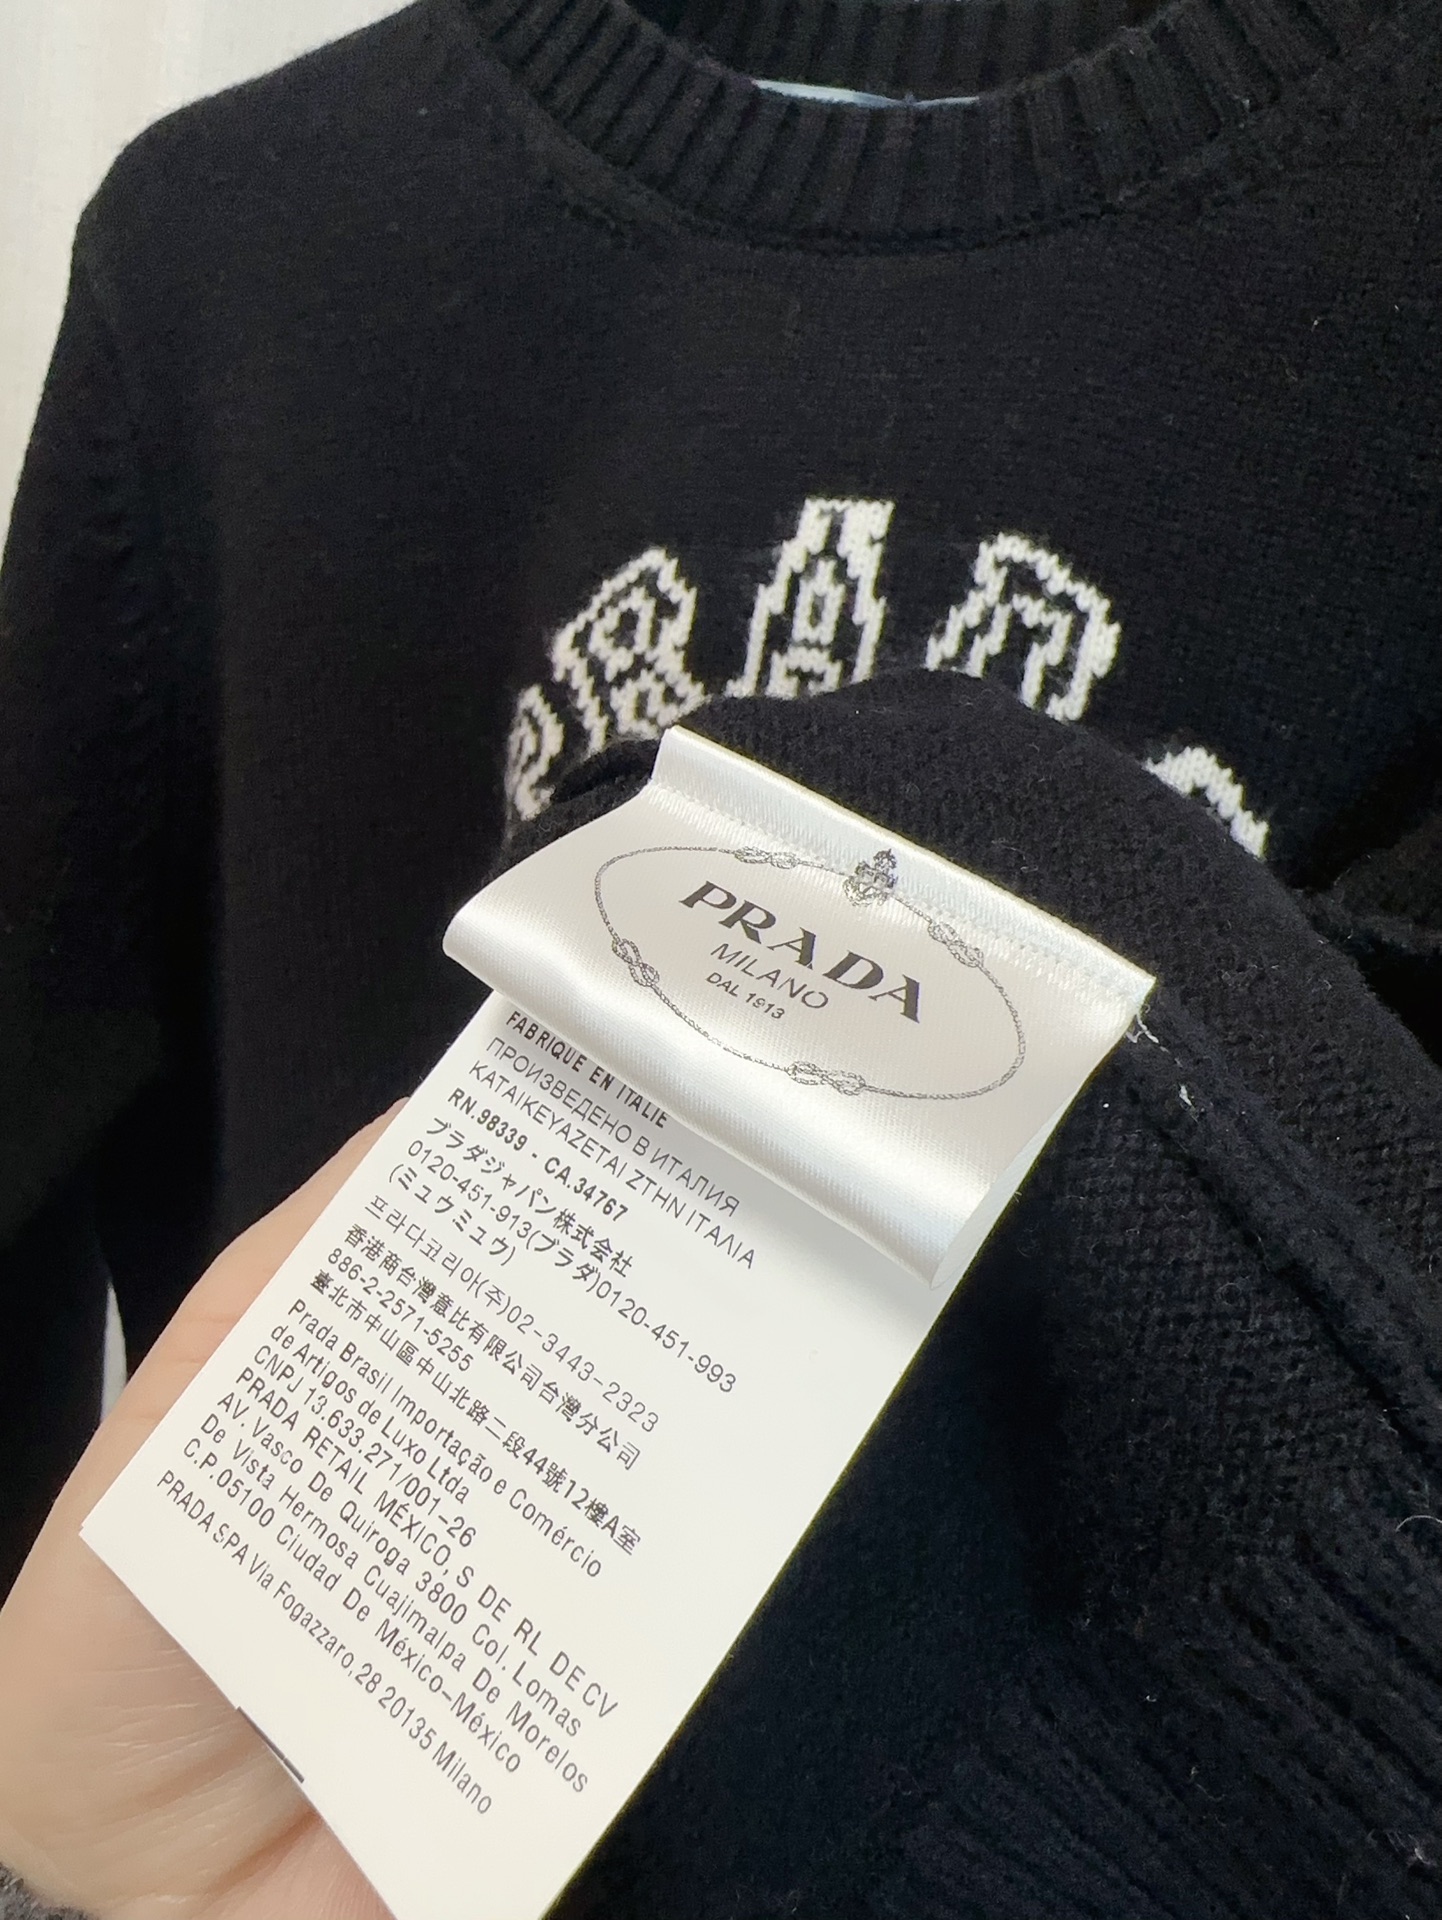 PRADA
PRADA
MILANO
DAL 1913
FABRIQUE EN ITALIE
ПРОИЗВЕДЕНО В ИТАЛИЯ
KATAIKEYAZETAI ZTHN ITAΛIA
RN.98339 - CA.34767
プラダジャパン株式会社
0120-451-913(プラダ)0120-451-993
(ミュウミュウ)
프라다코리아(주)02-3443-2323
香港商台灣意比有限公司台灣分公司
886-2-2571-5255
臺北市中山區中山北路二段44號12樓A室
Prada Brasil Importação e Comércio
de Artigos de Luxo Ltda
CNPJ 13.633.271/001-26
PRADA RETAIL MÉXICO, S DE RL DE CV
AV. Vasco De Quiroga 3800 Col. Lomas
De Vista Hermosa Cuajimalpa De Morelos
C.P.05100 Ciudad De México-México
PRADA SPA Via Fogazzaro, 28 20135 Milano